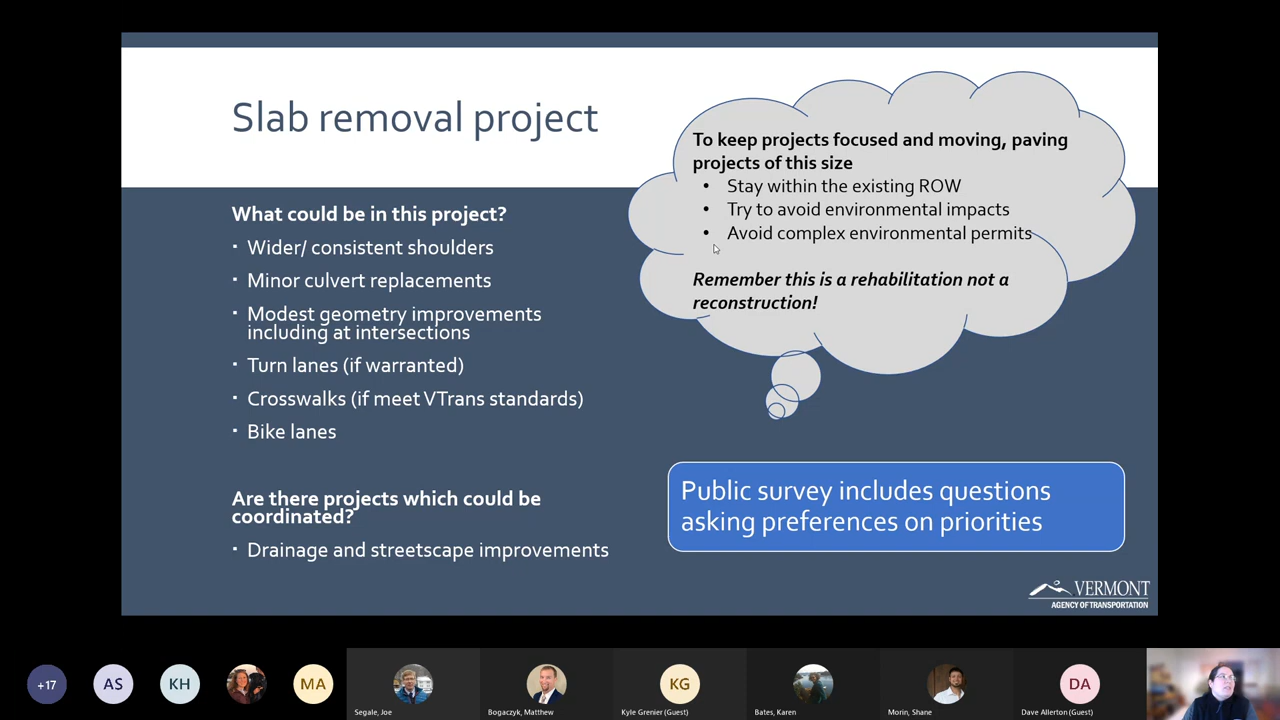 Slab removal project
To keep projects focused and moving, paving
projects of this size
• Stay within the existing ROW
• Try to avoid environmental impacts
• Avoid complex environmental permits
Remember this is a rehabilitation not a
reconstruction!
What could be in this project?
▪ Wider/ consistent shoulders
▪ Minor culvert replacements
▪ Modest geometry improvements
including at intersections
▪ Turn lanes (if warranted)
▪ Crosswalks (if meet VTrans standards)
▪ Bike lanes
Are there projects which could be
coordinated?
▪ Drainage and streetscape improvements
Public survey includes questions
asking preferences on priorities
VERMONT
AGENCY OF TRANSPORTATION
+17
AS
KH
MA
Segale, Joe
Bogaczyk, Matthew
KG
Kyle Grenier (Guest)
Bates, Karen
Morin, Shane
DA
Dave Allerton (Guest)